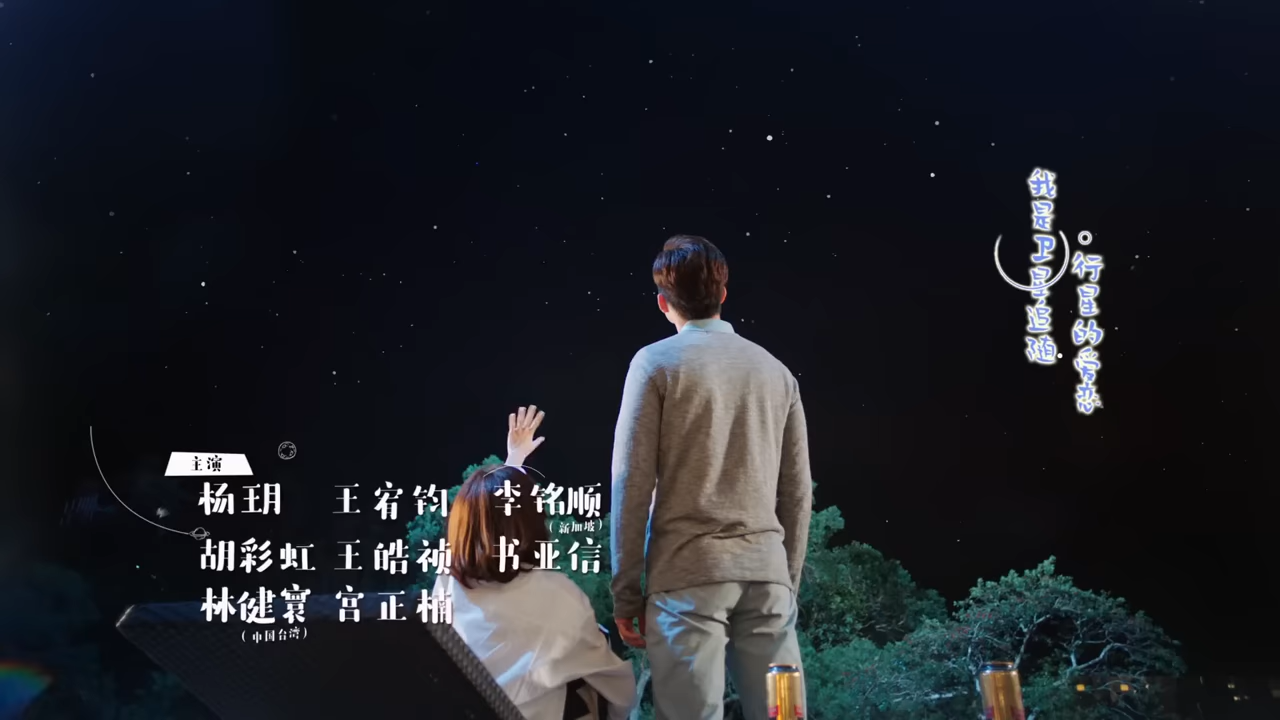 我是卫星追随
行星的爱恋
主演
杨玥 王宥钧 李铭顺
（新加坡）
胡彩虹 王皓祯 书亚信
林健寰 宫正楠
（中国台湾）